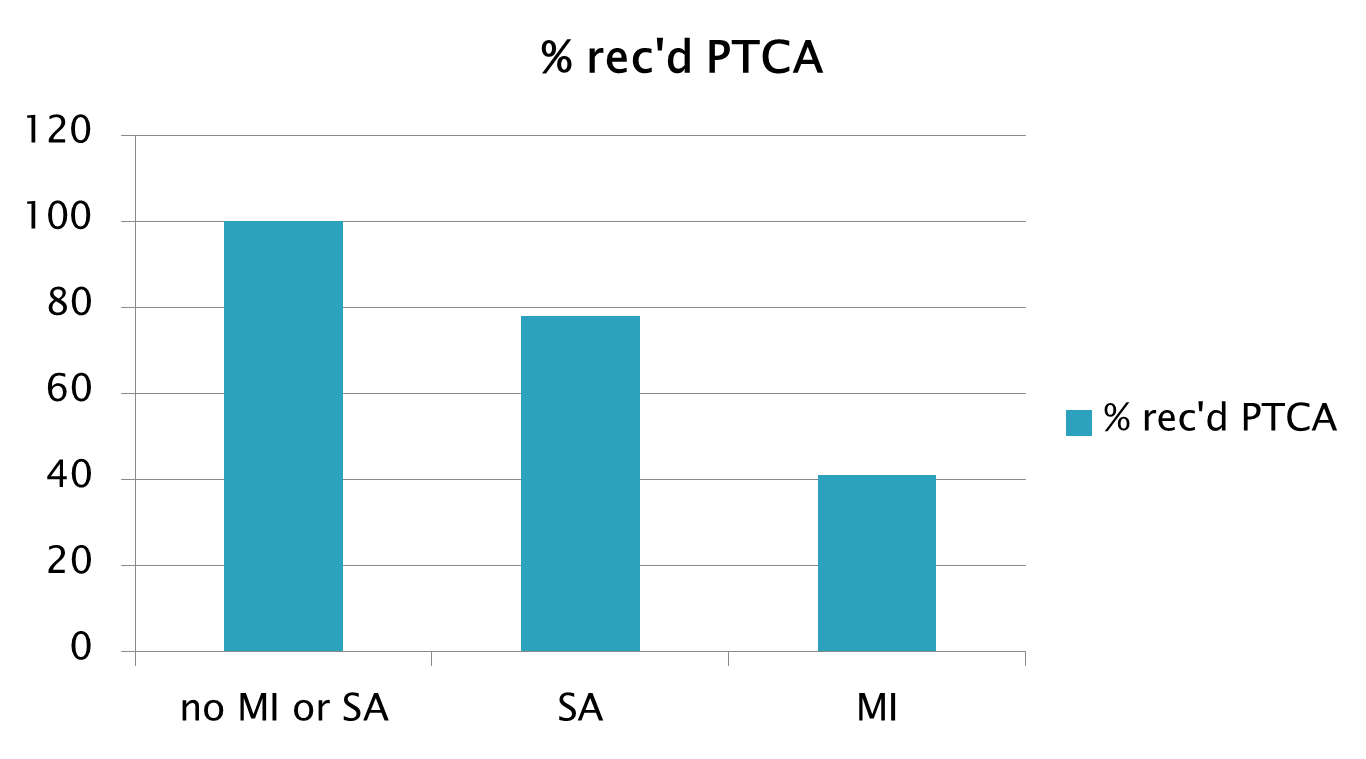 % rec'd PTCA
120
100
80
60
40
20
0
no MI or SA
SA
MI
% rec'd PTCA